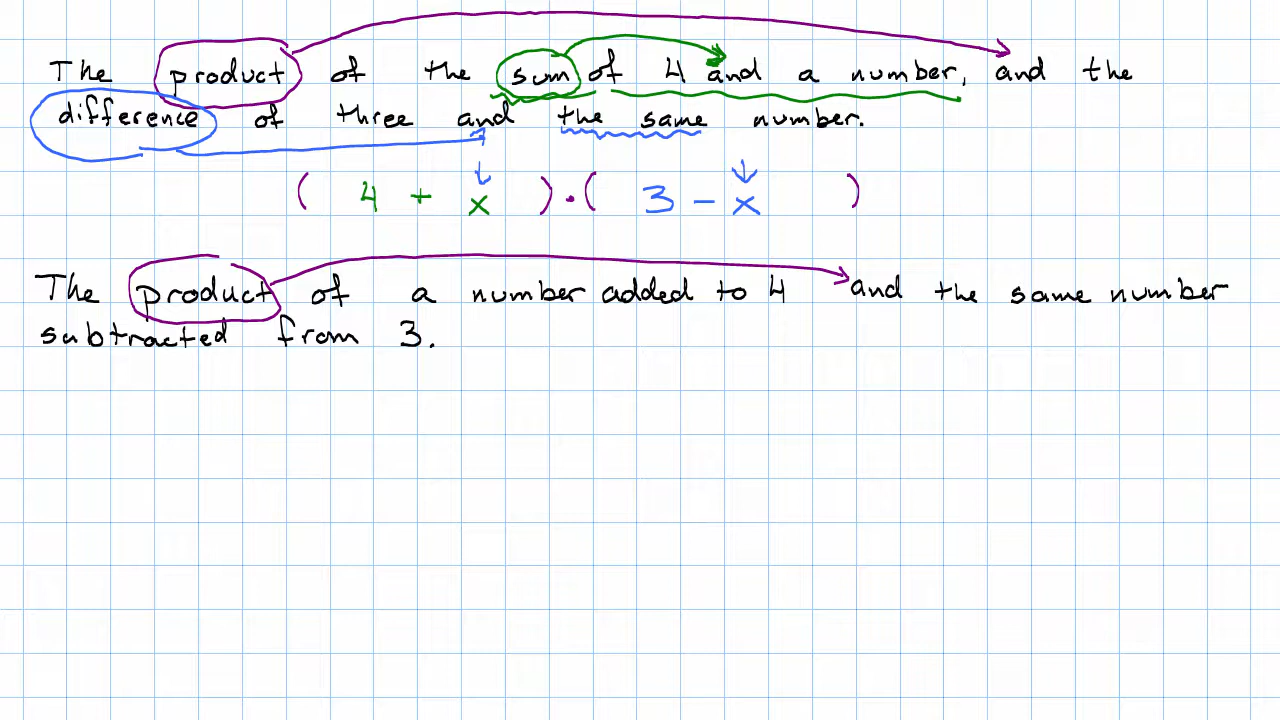 The product of the sum of 4 and a number, and the
difference of three and the same number.
( 4 + x ) · ( 3 - x )
The product of a number added to 4 and the same number
subtracted from 3.